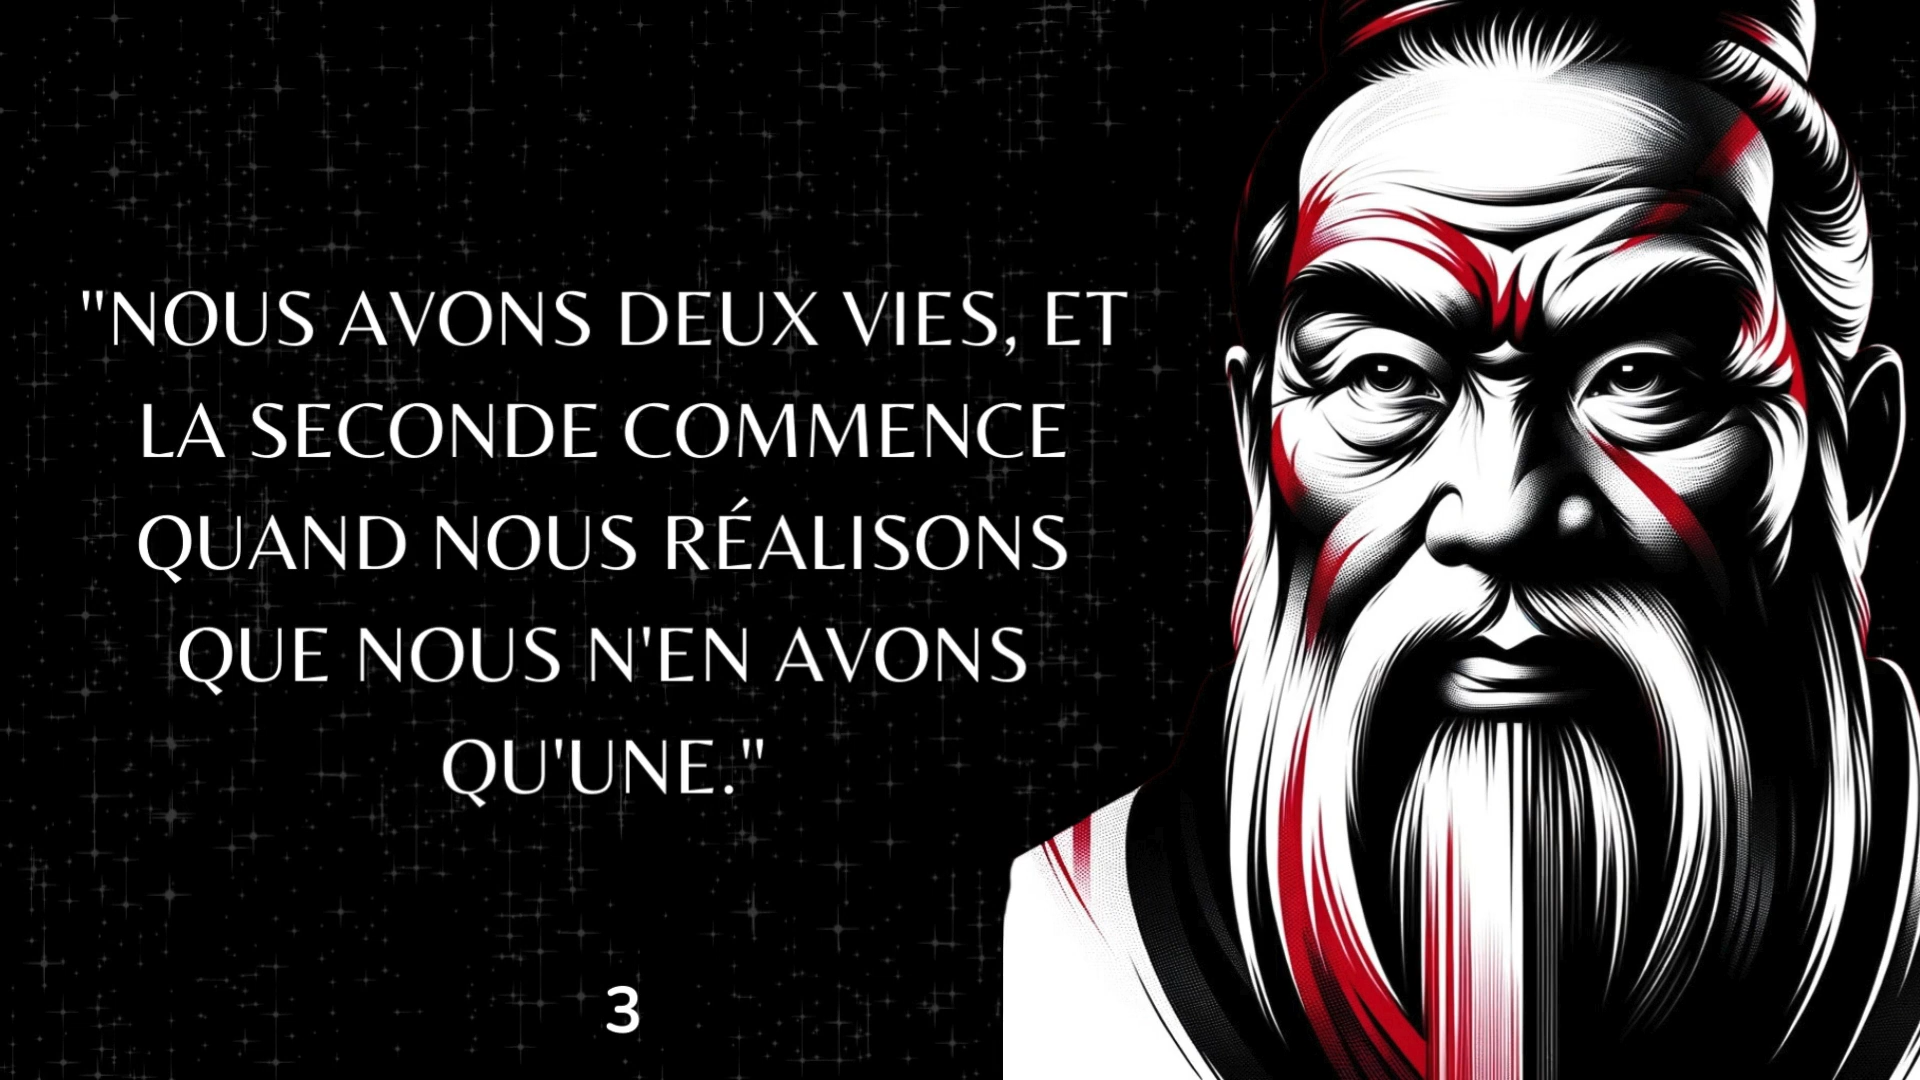 "NOUS AVONS DEUX VIES, ET
LA SECONDE COMMENCE
QUAND NOUS RÉALISONS
QUE NOUS N'EN AVONS
QU'UNE."
3